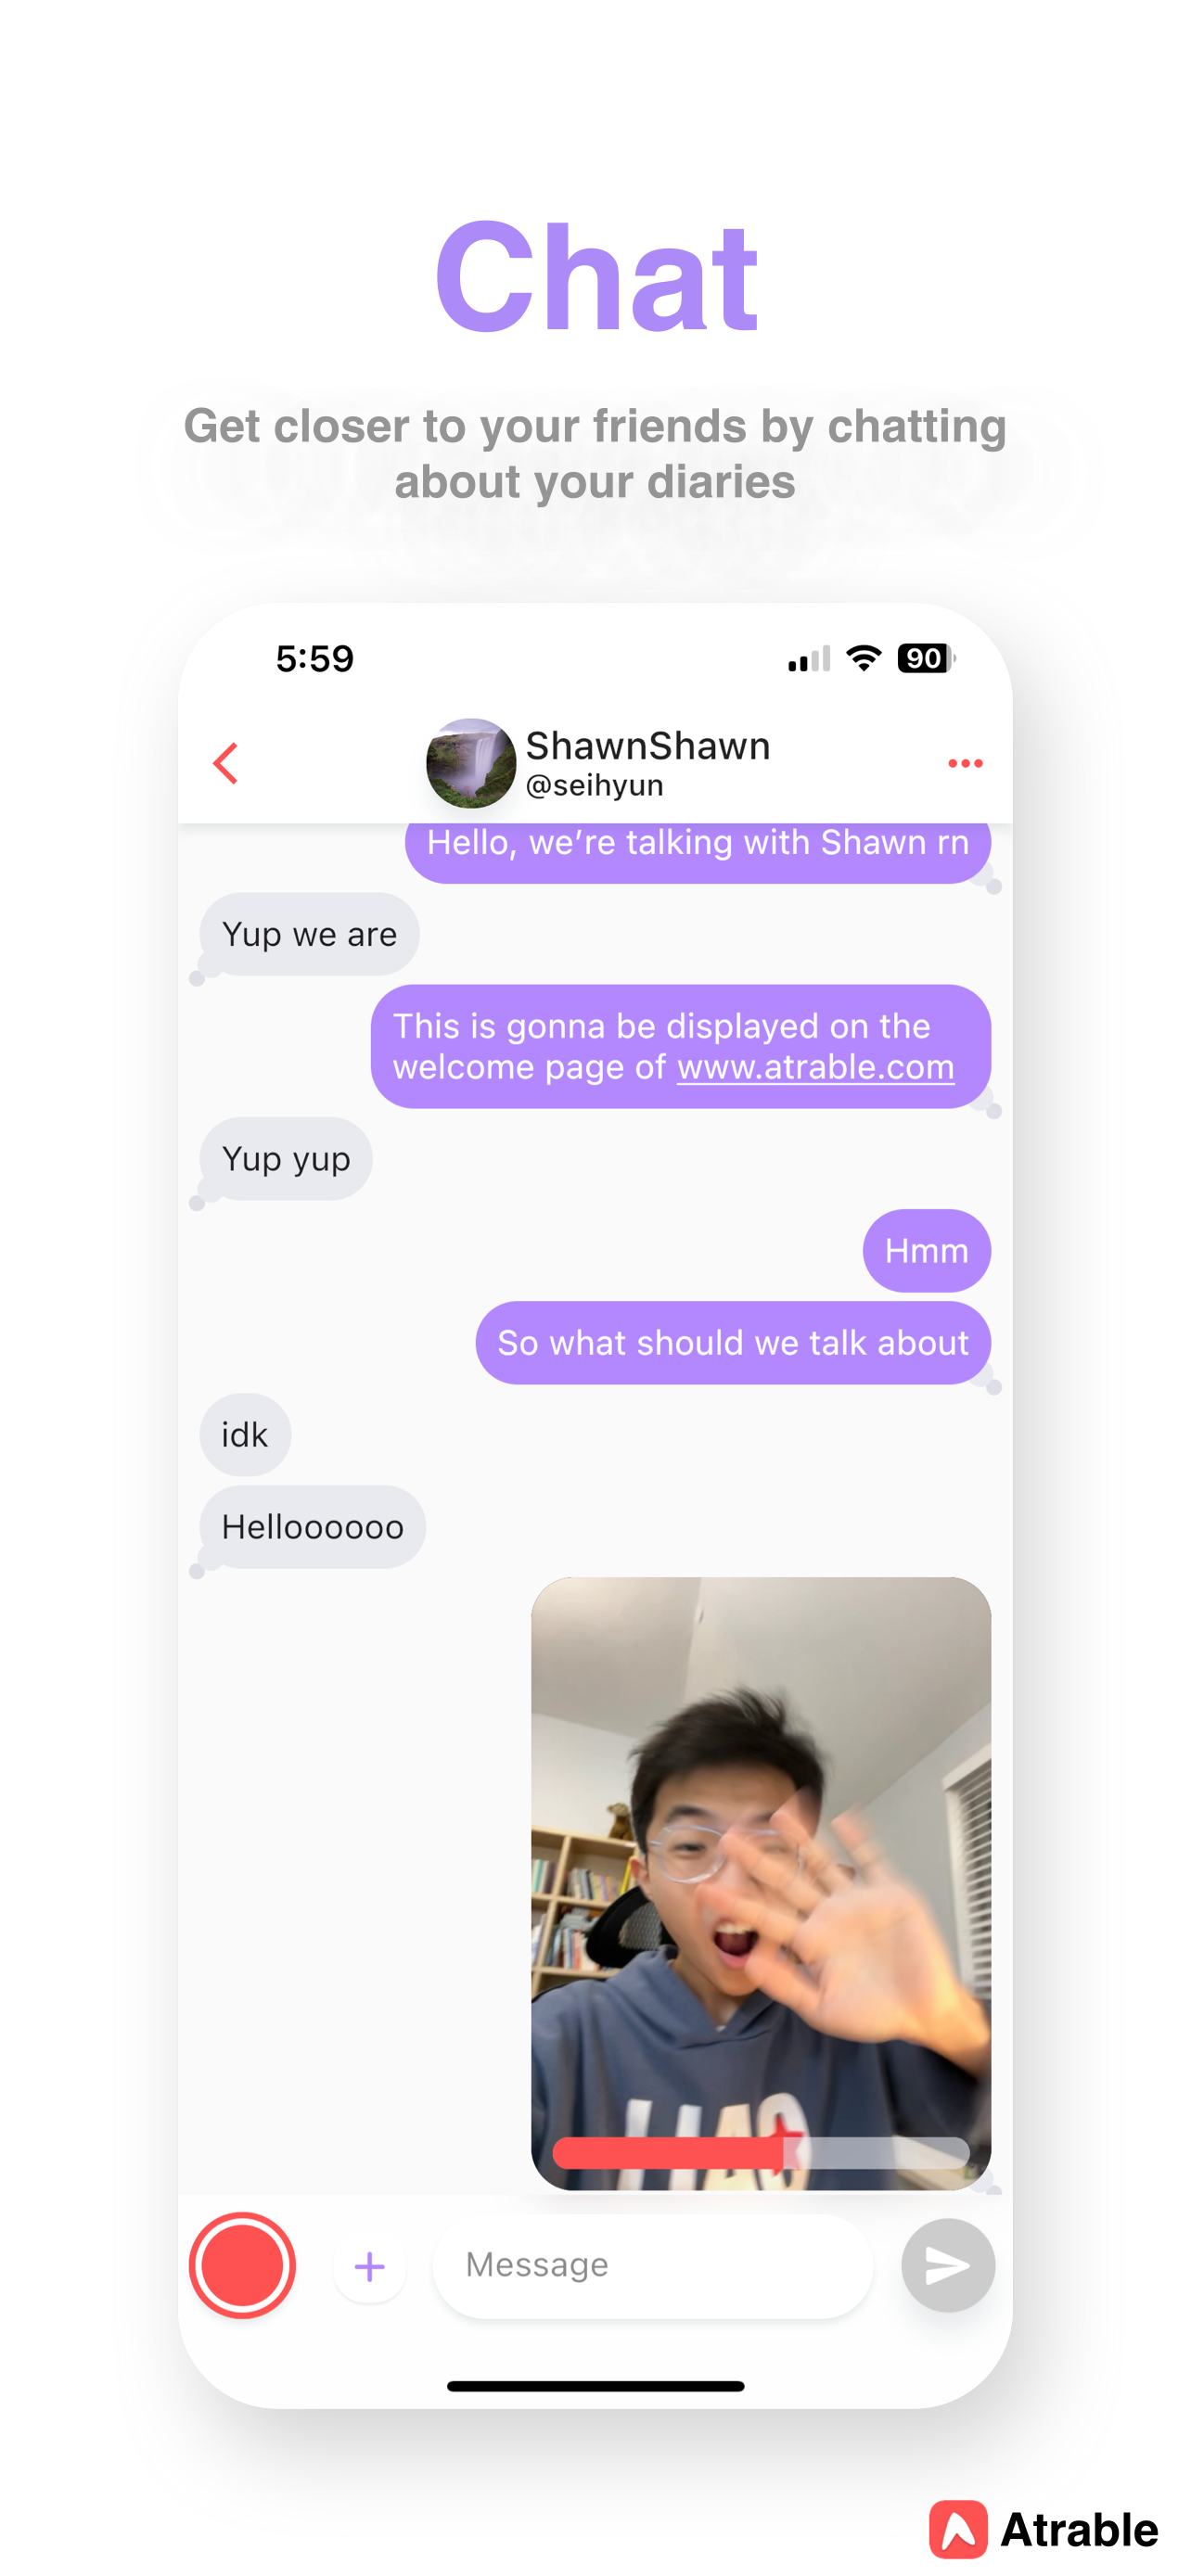 Chat
Get closer to your friends by chatting
about your diaries
5:59
90
ShawnShawn
@seihyun
Hello, we’re talking with Shawn rn
Yup we are
This is gonna be displayed on the
welcome page of www.atrable.com
Yup yup
Hmm
So what should we talk about
idk
Somehow
Helloooooo
Message
Atrable